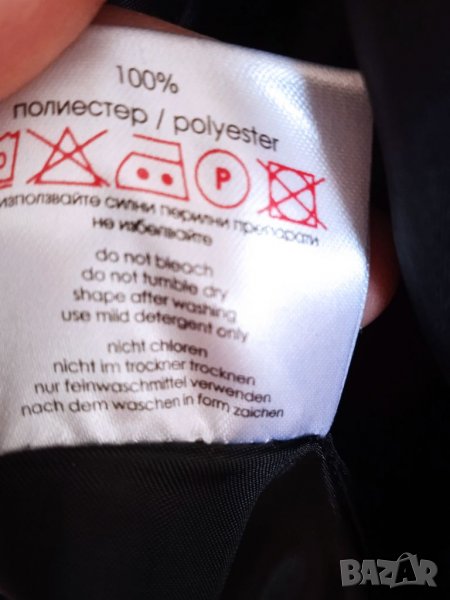 100%
полиестер / polyester
P
използвайте силни перилни препарати
не избелвайте
do not bleach
do not tumble dry
shape after washing
use mild detergent only
nicht chloren
nicht im trockner trocknen
nur feinwaschmittel verwenden
nach dem waschen in form zaichen
BAZAR